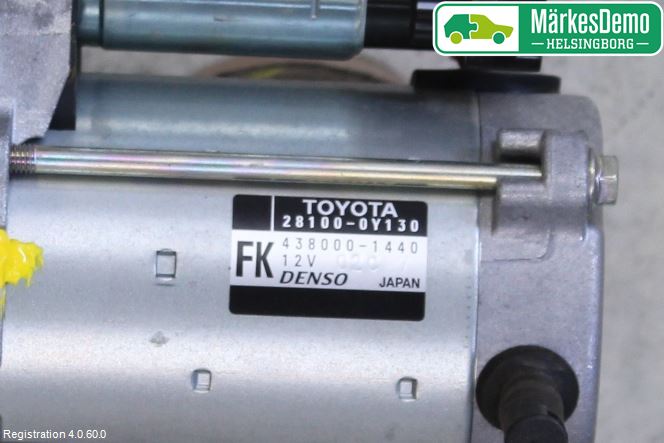 MärkesDemo
HELSINGBORG
TOYOTA
28100-0Y130
FK 438000-1440
12V
DENSO JAPAN
Registration 4.0.60.0